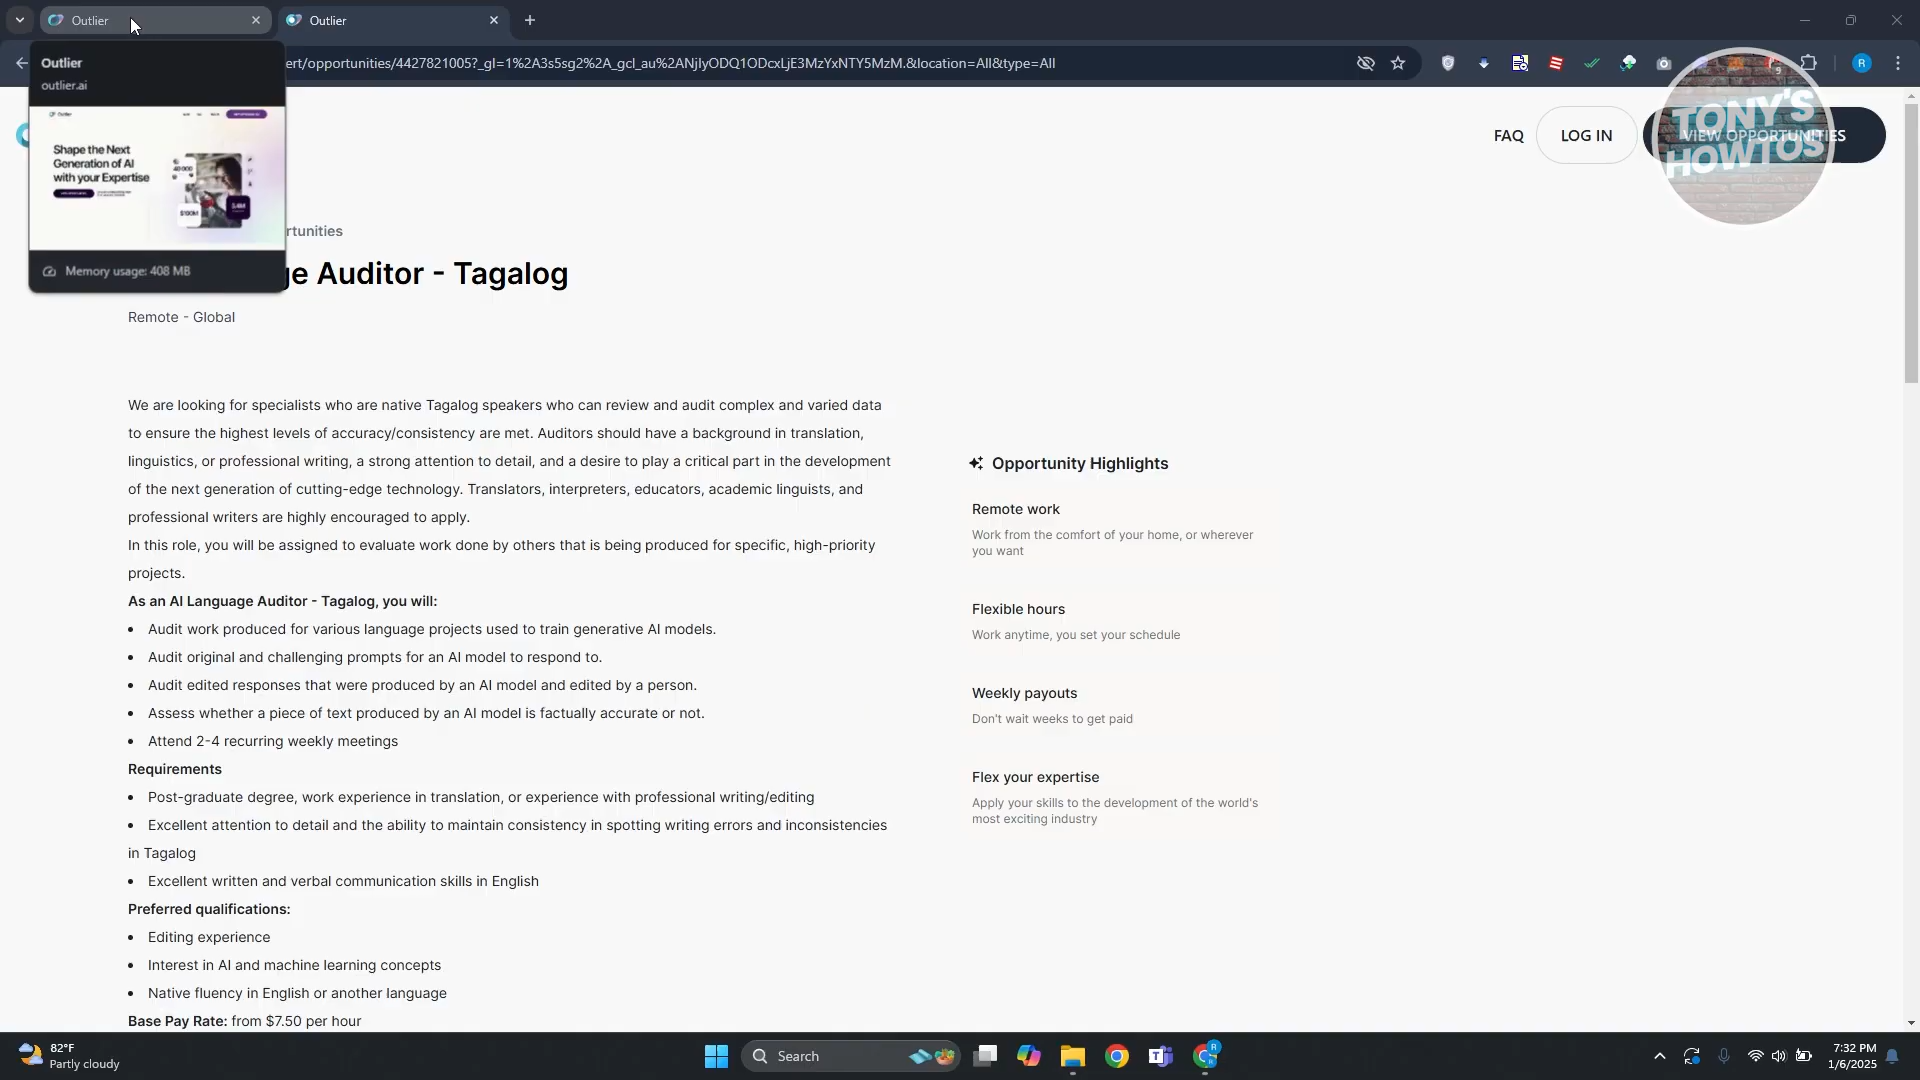 Outlier
Outlier
ert/opportunities/4427821005?_gl=1%2A3s5sg2%2A_gcl_au%2ANjIyODQ1ODcxLjE3MzYxNTY5MzM.&location=All&type=All
R
Outlier
outlier.ai
Outlier
Shape the Next
Generation of AI
with your Expertise
40 000
$100M
Memory usage: 408 MB
FAQ
LOG IN
VIEW OPPORTUNITIES
TONY'S
HOWTOS
rtunities
ge Auditor - Tagalog
Remote - Global
We are looking for specialists who are native Tagalog speakers who can review and audit complex and varied data
to ensure the highest levels of accuracy/consistency are met. Auditors should have a background in translation,
linguistics, or professional writing, a strong attention to detail, and a desire to play a critical part in the development
of the next generation of cutting-edge technology. Translators, interpreters, educators, academic linguists, and
professional writers are highly encouraged to apply.
In this role, you will be assigned to evaluate work done by others that is being produced for specific, high-priority
projects.
As an AI Language Auditor - Tagalog, you will:
• Audit work produced for various language projects used to train generative AI models.
• Audit original and challenging prompts for an AI model to respond to.
• Audit edited responses that were produced by an AI model and edited by a person.
• Assess whether a piece of text produced by an AI model is factually accurate or not.
• Attend 2-4 recurring weekly meetings
Requirements
• Post-graduate degree, work experience in translation, or experience with professional writing/editing
• Excellent attention to detail and the ability to maintain consistency in spotting writing errors and inconsistencies
in Tagalog
• Excellent written and verbal communication skills in English
Preferred qualifications:
• Editing experience
• Interest in AI and machine learning concepts
• Native fluency in English or another language
Base Pay Rate: from $7.50 per hour
Opportunity Highlights
Remote work
Work from the comfort of your home, or wherever
you want
Flexible hours
Work anytime, you set your schedule
Weekly payouts
Don't wait weeks to get paid
Flex your expertise
Apply your skills to the development of the world's
most exciting industry
82°F
Partly cloudy
Search
7:32 PM
1/6/2025